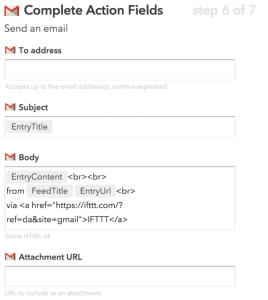 Complete Action Fields step 6 of 7
Send an email
To address
Accepts up to five email addresses, comma-separated
Subject
EntryTitle
Body
EntryContent <br><br>
from FeedTitle EntryUrl <br>
via <a href="https://ifttt.com/?
ref=da&site=gmail">IFTTT</a>
Some HTML ok
Attachment URL
URL to include as an attachment